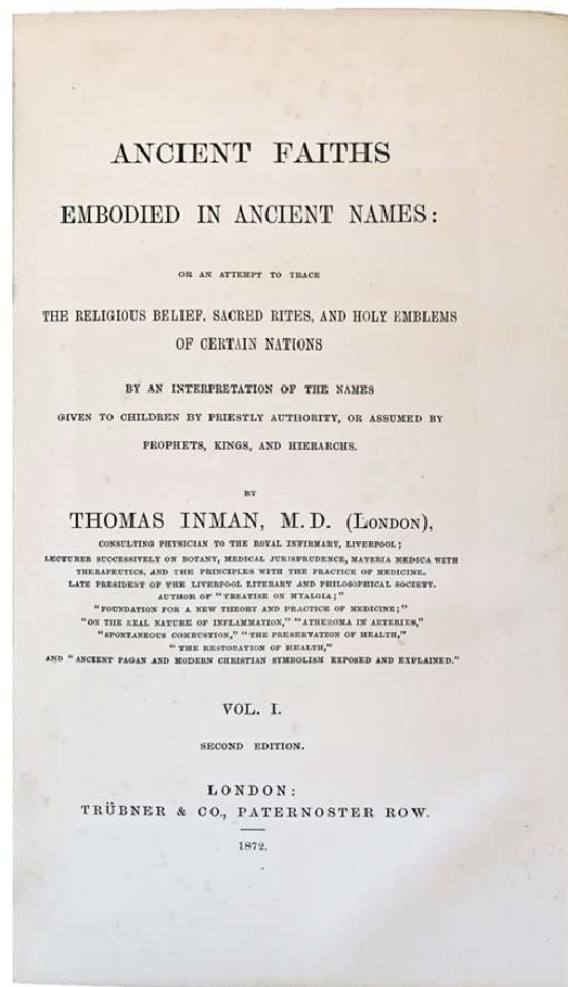 ANCIENT FAITHS
EMBODIED IN ANCIENT NAMES:
OR AN ATTEMPT TO TRACE
THE RELIGIOUS BELIEF, SACRED RITES, AND HOLY EMBLEMS
OF CERTAIN NATIONS
BY AN INTERPRETATION OF THE NAMES
GIVEN TO CHILDREN BY PRIESTLY AUTHORITY, OR ASSUMED BY
PROPHETS, KINGS, AND HIERARCHS.
BY
THOMAS INMAN, M.D. (LONDON),
CONSULTING PHYSICIAN TO THE ROYAL INFIRMARY, LIVERPOOL;
LECTURER SUCCESSIVELY ON BOTANY, MEDICAL JURISPRUDENCE, MATERIA MEDICA WITH
THERAPEUTICS, AND THE PRINCIPLES WITH THE PRACTICE OF MEDICINE.
LATE PRESIDENT OF THE LIVERPOOL LITERARY AND PHILOSOPHICAL SOCIETY.
AUTHOR OF "TREATISE ON MYALGIA;"
"FOUNDATION FOR A NEW THEORY AND PRACTICE OF MEDICINE;"
"ON THE REAL NATURE OF INFLAMMATION," "ATHEROMA IN ARTERIES,"
"SPONTANEOUS COMBUSTION," "THE PRESERVATION OF HEALTH,"
"THE RESTORATION OF HEALTH,"
AND "ANCIENT PAGAN AND MODERN CHRISTIAN SYMBOLISM EXPOSED AND EXPLAINED."
VOL. I.
SECOND EDITION.
LONDON:
TRÜBNER & CO., PATERNOSTER ROW.
1872.